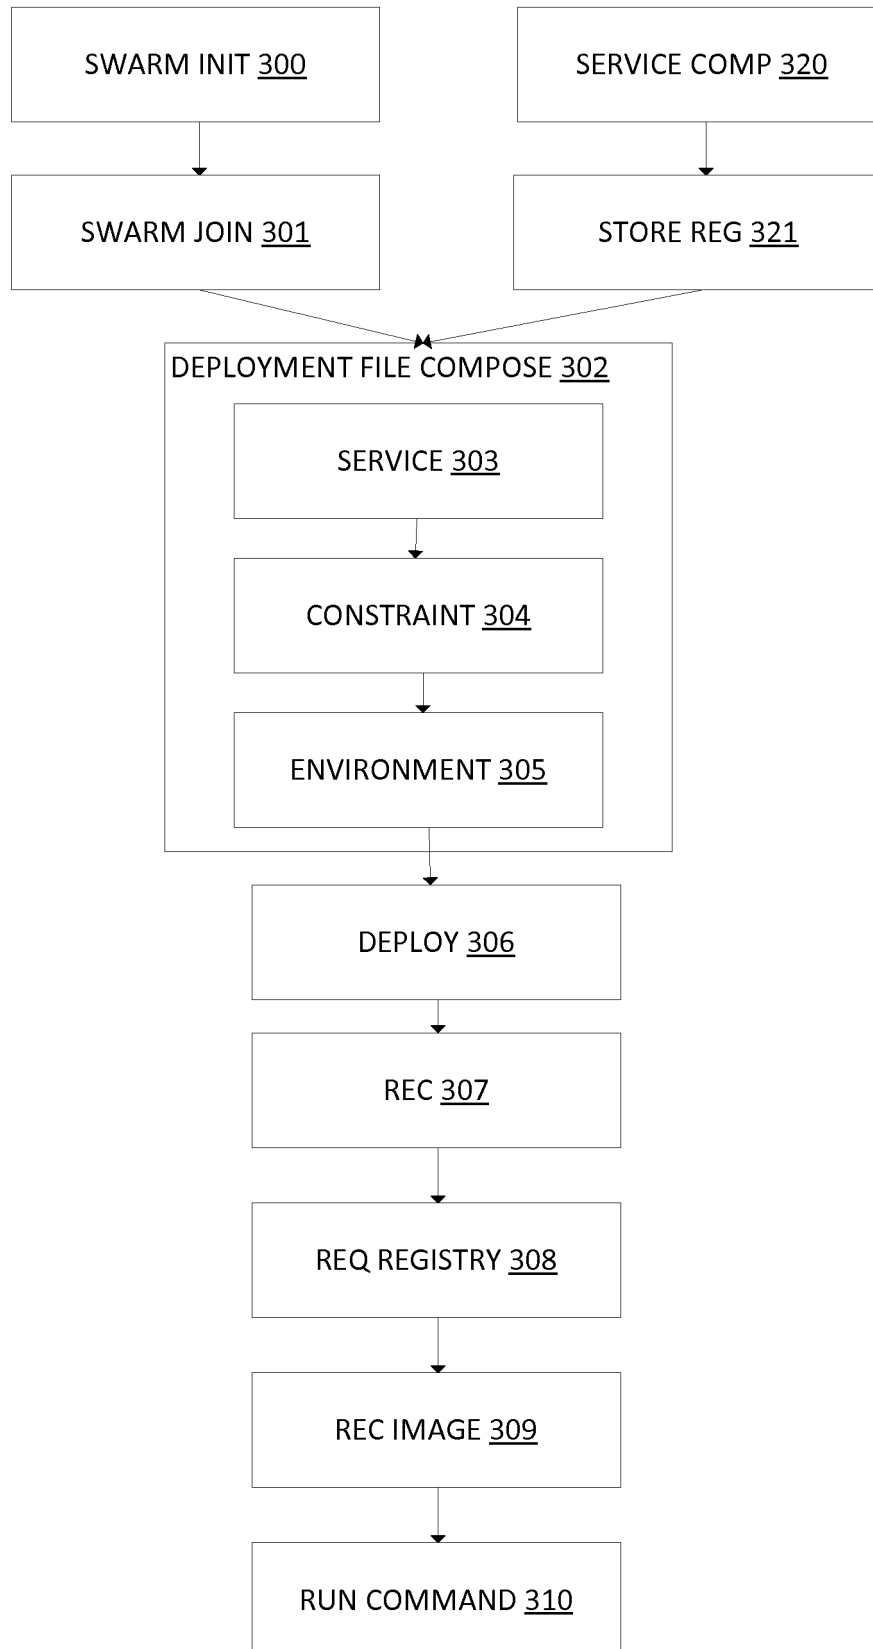 SWARM INIT 300
SERVICE COMP 320
SWARM JOIN 301
STORE REG 321
DEPLOYMENT FILE COMPOSE 302
SERVICE 303
CONSTRAINT 304
ENVIRONMENT 305
DEPLOY 306
REC 307
REQ REGISTRY 308
REC IMAGE 309
RUN COMMAND 310